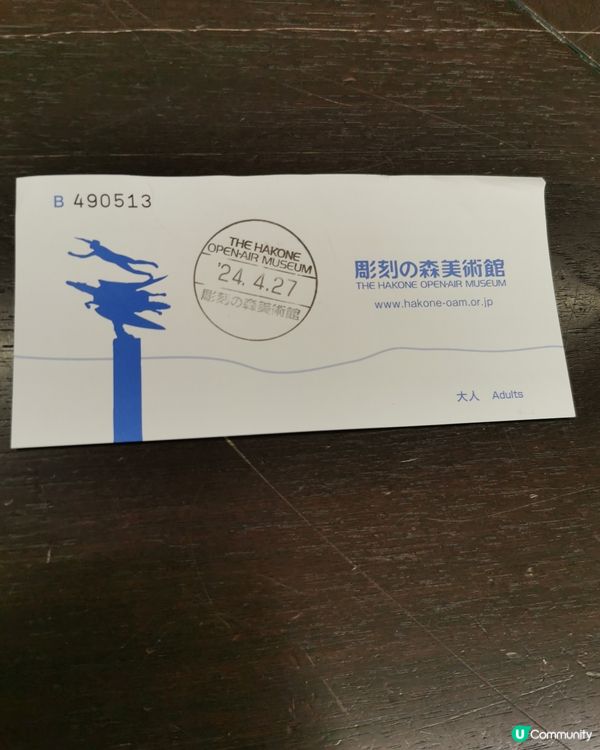 B 490513
THE HAKONE
OPEN-AIR MUSEUM
'24.4.27
彫刻の森美術館
彫刻の森美術館
THE HAKONE OPEN-AIR MUSEUM
www.hakone-oam.or.jp
大人 Adults
U Community